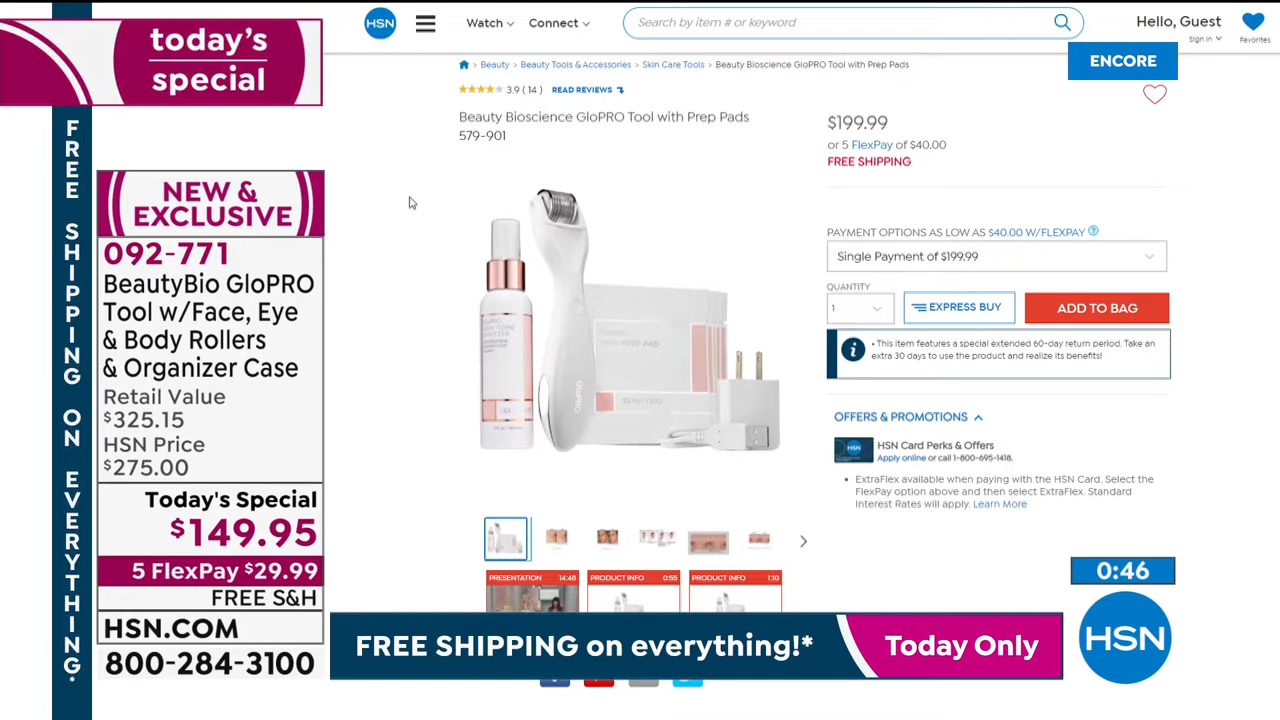 today's
special
FREE SHIPPING ON EVERYTHING.*
NEW &
EXCLUSIVE
092-771
BeautyBio GloPRO
Tool w/Face, Eye
& Body Rollers
& Organizer Case
Retail Value
$325.15
HSN Price
$275.00
Today's Special
$149.95
5 FlexPay $29.99
FREE S&H
HSN.COM
800-284-3100
HSN
Watch
Connect
Search by item # or keyword
Hello, Guest
Sign in
Favorites
ENCORE
> Beauty > Beauty Tools & Accessories > Skin Care Tools > Beauty Bioscience GloPRO Tool with Prep Pads
3.9 ( 14 ) READ REVIEWS
Beauty Bioscience GloPRO Tool with Prep Pads
579-901
$199.99
or 5 FlexPay of $40.00
FREE SHIPPING
PAYMENT OPTIONS AS LOW AS $40.00 W/FLEXPAY ?
Single Payment of $199.99
QUANTITY
1
EXPRESS BUY
ADD TO BAG
• This item features a special extended 60-day return period. Take an
extra 30 days to use the product and realize its benefits!
OFFERS & PROMOTIONS
HSN
HSN Card Perks & Offers
Apply online or call 1-800-695-1418.
• ExtraFlex available when paying with the HSN Card. Select the
FlexPay option above and then select ExtraFlex. Standard
Interest Rates will apply. Learn More
SKIN PREP PAD
BEAUTYBIO
GLOPRO
PRESENTATION 14:48
PRODUCT INFO 0:55
PRODUCT INFO 1:10
0:46
FREE SHIPPING on everything!*
Today Only
HSN